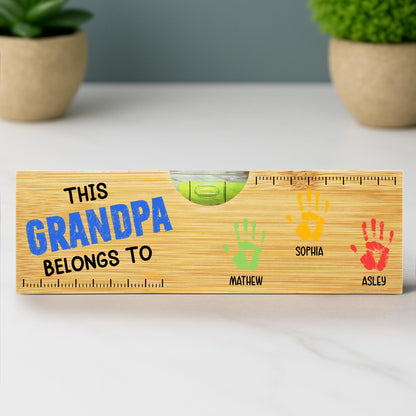 THIS
GRANDPA
BELONGS TO
MATHEW
SOPHIA
ASLEY